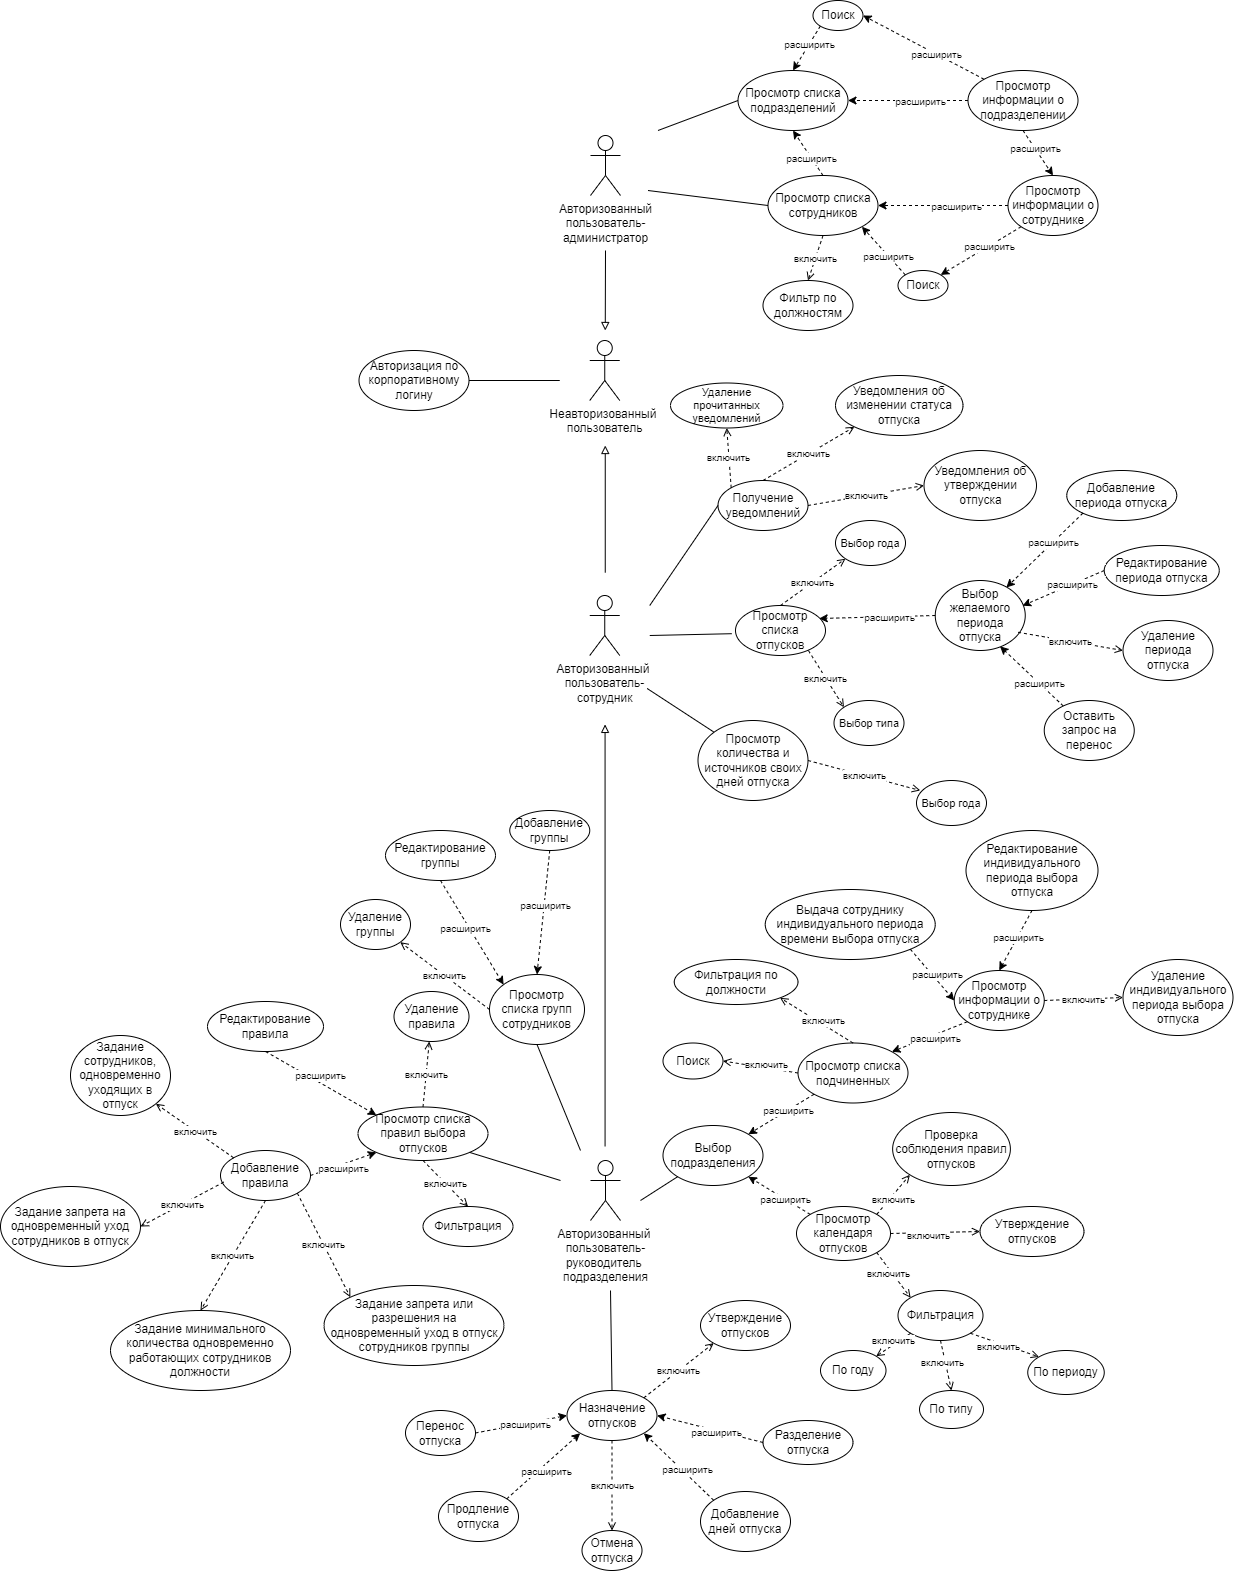 Поиск
расширить
расширить
Просмотр списка
подразделений
расширить
Просмотр
информации о
подразделении
расширить
расширить
Авторизованный
пользователь-
администратор
Просмотр списка
сотрудников
расширить
Просмотр
информации о
сотруднике
включить
расширить
расширить
Поиск
Фильтр по
должностям
Авторизация по
корпоративному
логину
Неавторизованный
пользователь
Удаление
прочитанных
уведомлений
Уведомления об
изменении статуса
отпуска
включить
включить
Уведомления об
утверждении
отпуска
Получение
уведомлений
включить
Добавление
периода отпуска
Выбор года
расширить
Редактирование
периода отпуска
включить
расширить
Выбор
желаемого
периода
отпуска
Просмотр
списка
отпусков
расширить
включить
Удаление
периода
отпуска
Авторизованный
пользователь-
сотрудник
включить
расширить
Выбор типа
Оставить
запрос на
перенос
Просмотр
количества и
источников своих
дней отпуска
включить
Выбор года
Добавление
группы
Редактирование
группы
Редактирование
индивидуального
периода выбора
отпуска
Удаление
группы
расширить
расширить
Выдача сотруднику
индивидуального периода
времени выбора отпуска
расширить
включить
Фильтрация по
должности
расширить
Просмотр
списка групп
сотрудников
Просмотр
информации о
сотруднике
включить
Удаление
индивидуального
периода выбора
отпуска
Удаление
правила
Редактирование
правила
включить
расширить
Задание
сотрудников,
одновременно
уходящих в
отпуск
Поиск
включить
Просмотр списка
подчиненных
расширить
включить
расширить
включить
Просмотр списка
правил выбора
отпусков
Выбор
подразделения
Проверка
соблюдения правил
отпусков
Добавление
правила
расширить
включить
включить
расширить
включить
Задание запрета на
одновременный уход
сотрудников в отпуск
Фильтрация
Авторизованный
пользователь-
руководитель
подразделения
Просмотр
календаря
отпусков
включить
Утверждение
отпусков
включить
включить
включить
Задание минимального
количества одновременно
работающих сотрудников
должности
Задание запрета или
разрешения на
одновременный уход в отпуск
сотрудников группы
Утверждение
отпусков
Фильтрация
включить
включить
включить
включить
По году
По типу
По периоду
Перенос
отпуска
расширить
Назначение
отпусков
расширить
Разделение
отпуска
расширить
включить
расширить
Продление
отпуска
Добавление
дней отпуска
Отмена
отпуска